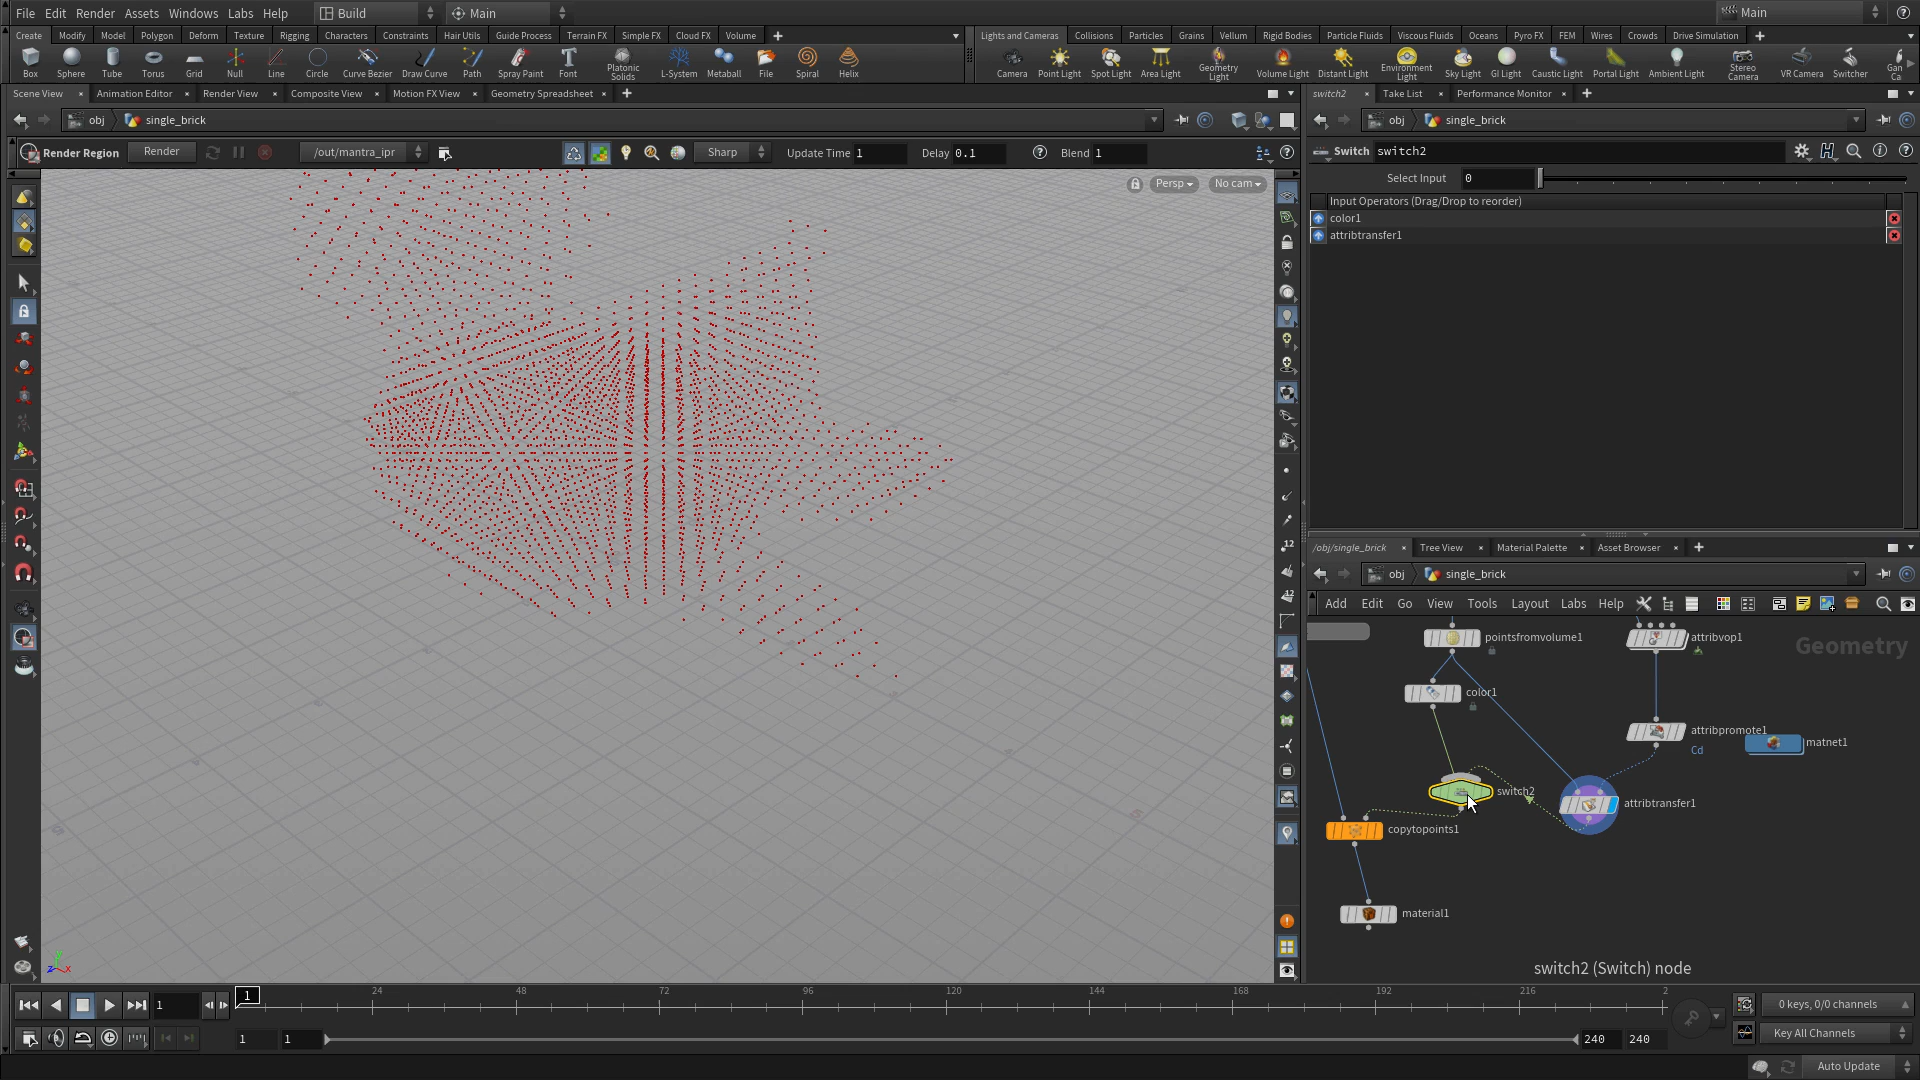 File Edit Render Assets Windows Labs Help Build Main Main
Create Modify Model Polygon Deform Texture Rigging Characters Constraints Hair Utils Guide Process Terrain FX Simple FX Cloud FX Volume
Lights and Cameras Collisions Particles Grains Vellum Rigid Bodies Particle Fluids Viscous Fluids Oceans Pyro FX FEM Wires Crowds Drive Simulation
Box Sphere Tube Torus Grid Null Line Circle Curve Bezier Draw Curve Path Spray Paint Font Platonic Solids L-System Metaball File Spiral Helix
Camera Point Light Spot Light Area Light Geometry Light Volume Light Distant Light Environment Light Sky Light GI Light Caustic Light Portal Light Ambient Light Stereo Camera VR Camera Switcher Gan Ca
Scene View Animation Editor Render View Composite View Motion FX View Geometry Spreadsheet
switch2 Take List Performance Monitor
obj single_brick
obj single_brick
Render Region Render /out/mantra_ipr Sharp Update Time 1 Delay 0.1 Blend 1
Switch switch2
Persp No cam
Select Input 0
Input Operators (Drag/Drop to reorder)
color1
attribtransfer1
/obj/single_brick Tree View Material Palette Asset Browser
obj single_brick
Add Edit Go View Tools Layout Labs Help
12
12
pointsfromvolume1 attribvop1 Geometry
color1
attribpromote1
Cd matnet1
switch2
attribtransfer1
copytopoints1
material1
switch2 (Switch) node
1 1 24 48 72 96 120 144 168 192 216 2
0 keys, 0/0 channels
1 1 240 240 Key All Channels
Auto Update